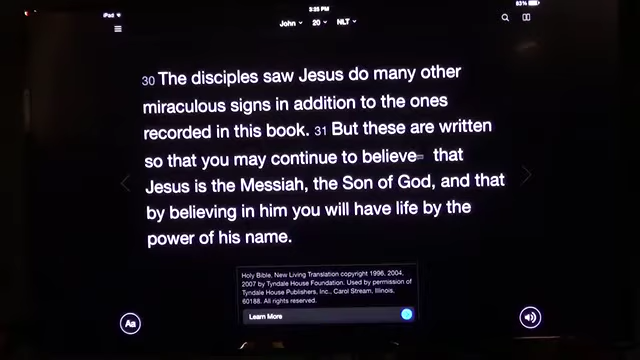 iPad
3:25 PM
83%
John 20 NLT
30 The disciples saw Jesus do many other
miraculous signs in addition to the ones
recorded in this book. 31 But these are written
so that you may continue to believe that
Jesus is the Messiah, the Son of God, and that
by believing in him you will have life by the
power of his name.
Holy Bible, New Living Translation copyright 1996, 2004,
2007 by Tyndale House Foundation. Used by permission of
Tyndale House Publishers, Inc., Carol Stream, Illinois,
60188. All rights reserved.
Learn More
Aa